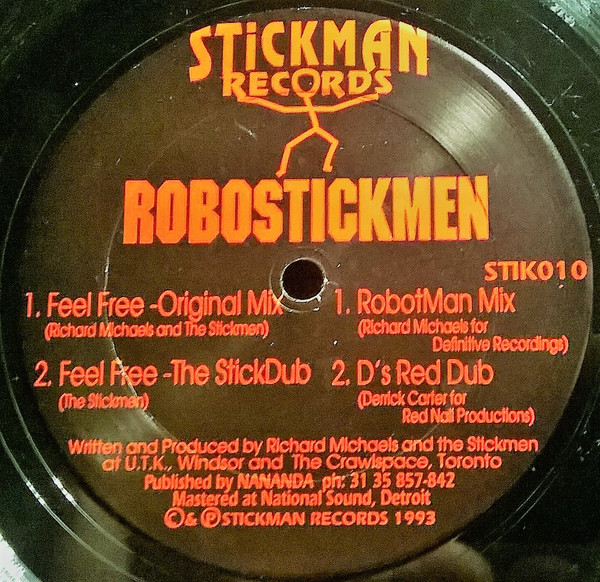 STiCKMAN
RECORDS
ROBOSTICKMEN
STIK010
1. Feel Free -Original Mix
(Richard Michaels and The Stickmen)
2. Feel Free -The StickDub
(The Stickmen)
1. RobotMan Mix
(Richard Michaels for
Definitive Recordings)
2. D's Red Dub
(Derrick Carter for
Red Nail Productions)
Written and Produced by Richard Michaels and the Stickmen
at U.T.K., Windsor and The Crawlspace, Toronto
Published by NANANDA ph: 31 35 857-842
Mastered at National Sound, Detroit
©& ℗STICKMAN RECORDS 1993